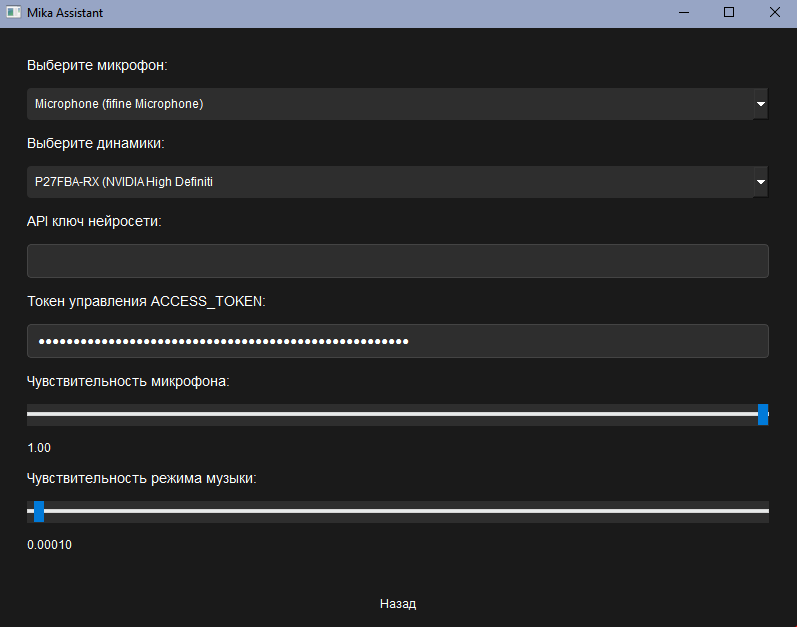 Mika Assistant
Выберите микрофон:
Microphone (fifine Microphone)
Выберите динамики:
P27FBA-RX (NVIDIA High Definiti
API ключ нейросети:
Токен управления ACCESS_TOKEN:
●●●●●●●●●●●●●●●●●●●●●●●●●●●●●●●●●●●●●●●●●●●●●●●●●●●●●
Чувствительность микрофона:
1.00
Чувствительность режима музыки:
0.00010
Назад